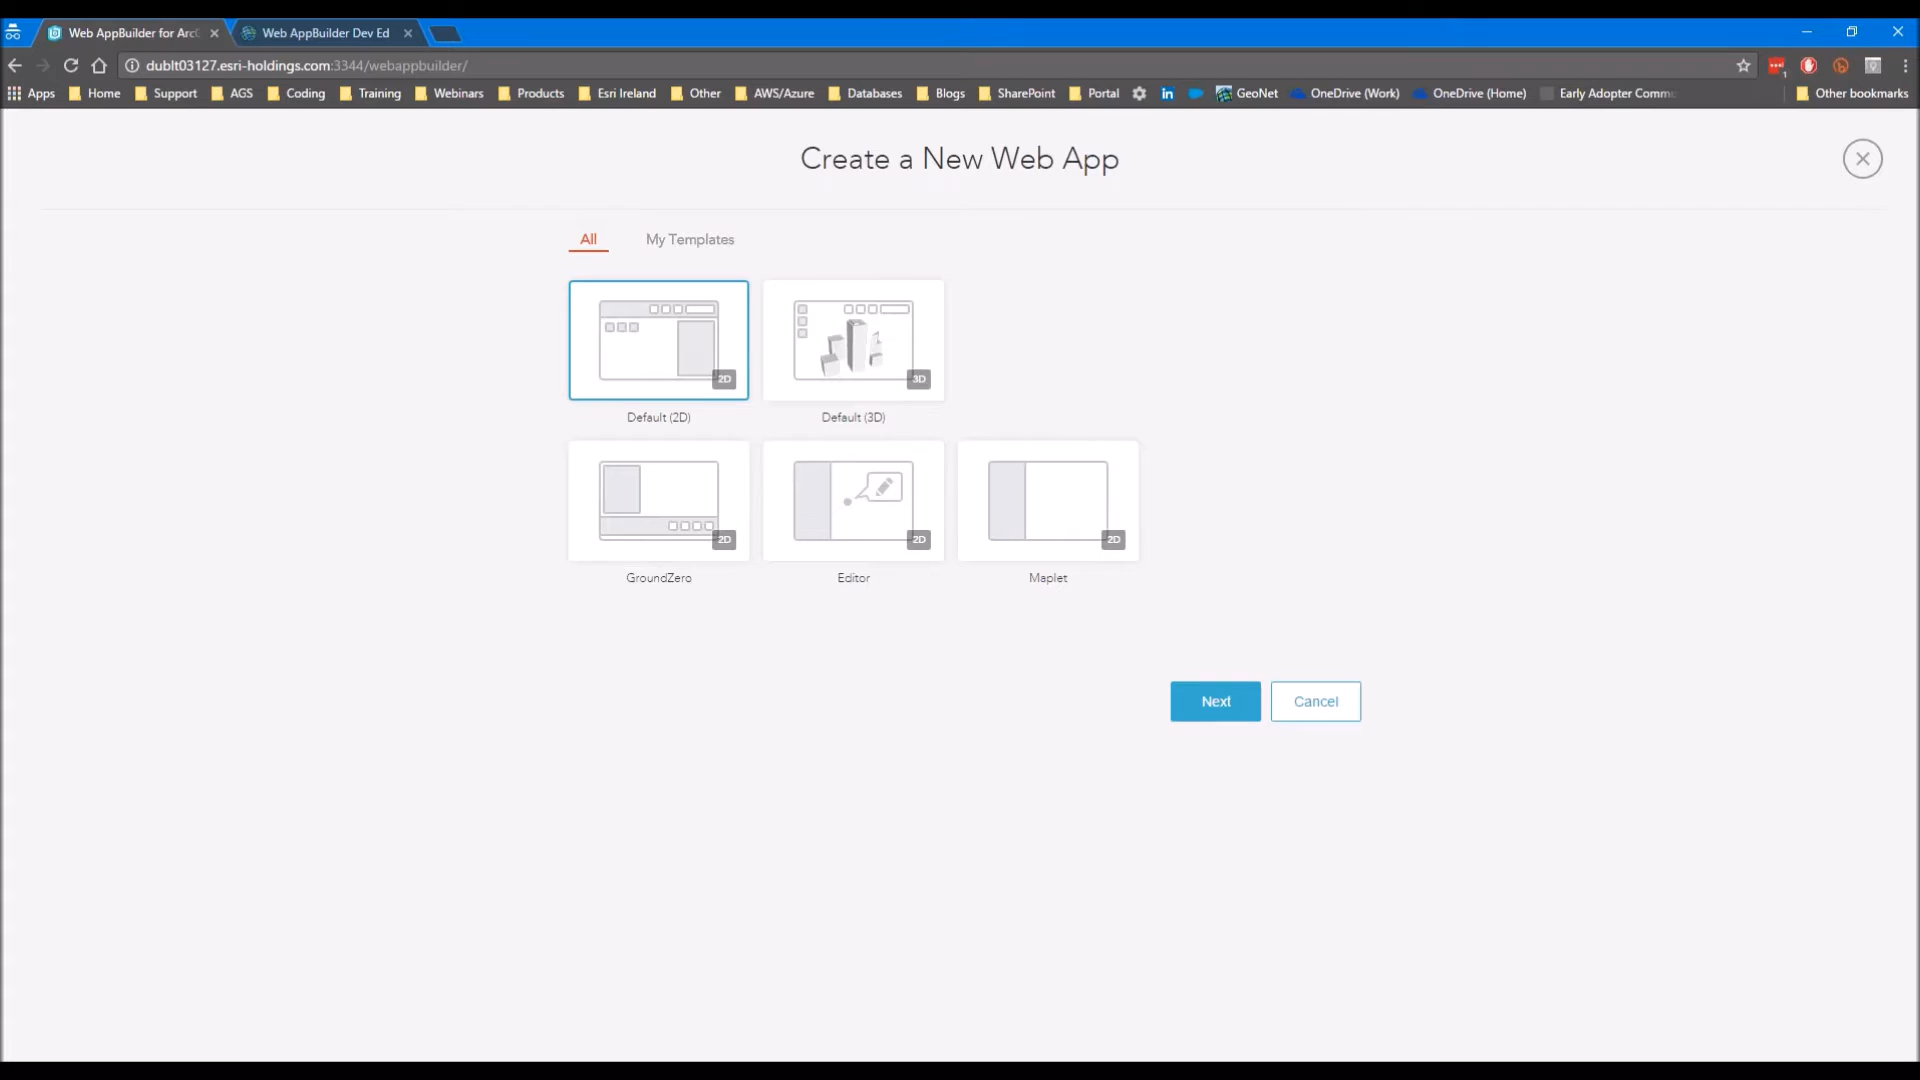 Web AppBuilder for ArcG
Web AppBuilder Dev Ed
dublt03127.esri-holdings.com:3344/webappbuilder/
Apps Home Support AGS Coding Training Webinars Products Esri Ireland Other AWS/Azure Databases Blogs SharePoint Portal GeoNet OneDrive (Work) OneDrive (Home) Early Adopter Commu Other bookmarks
Create a New Web App
All My Templates
2D 3D
Default (2D) Default (3D)
2D 2D 2D
GroundZero Editor Maplet
Next Cancel